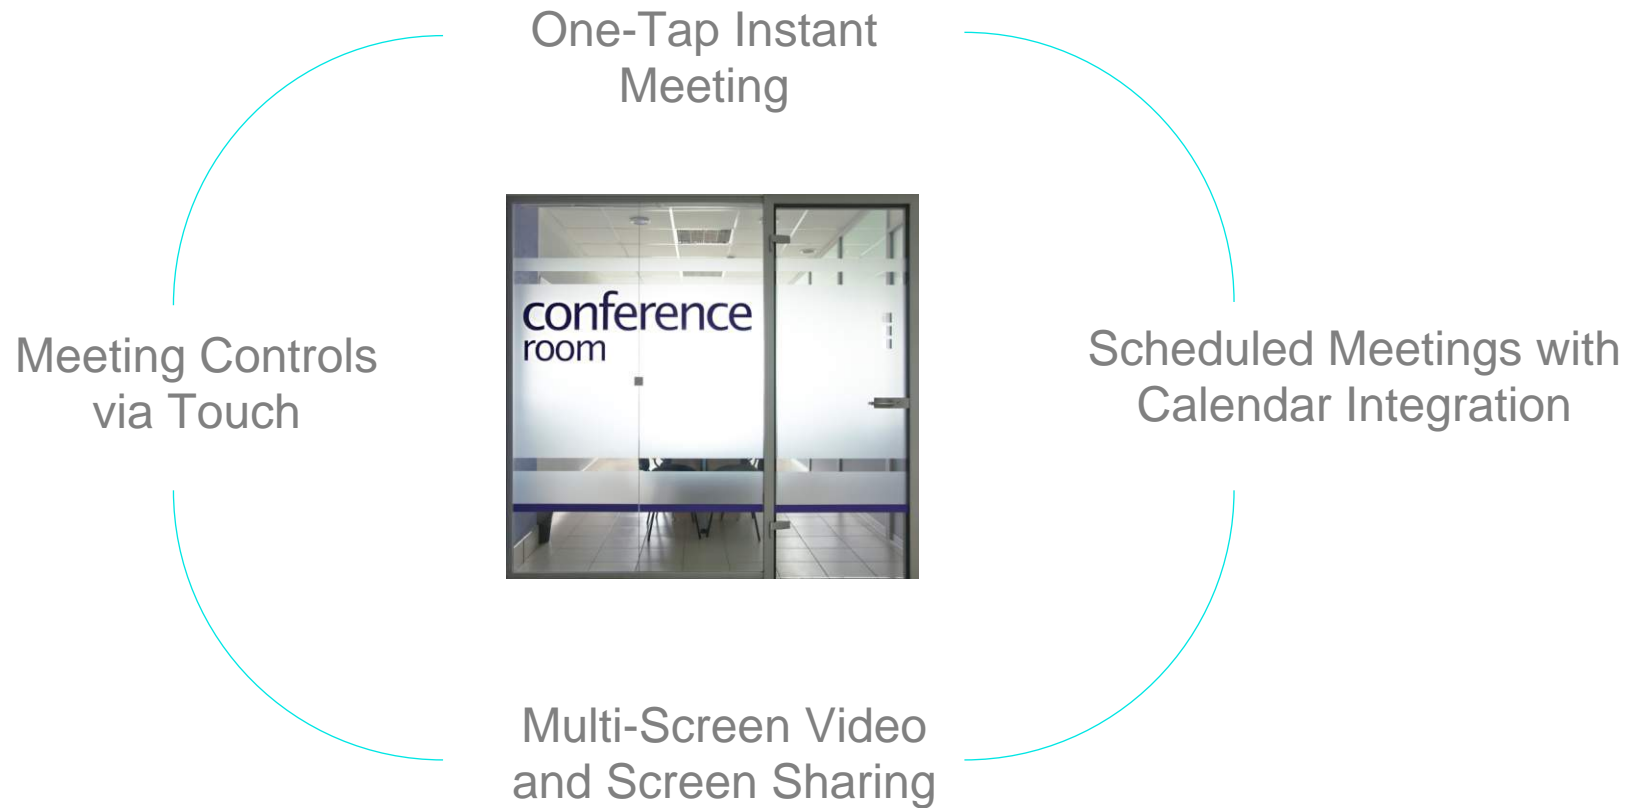 One-Tap Instant
Meeting
conference
room
Meeting Controls
via Touch
Scheduled Meetings with
Calendar Integration
Multi-Screen Video
and Screen Sharing